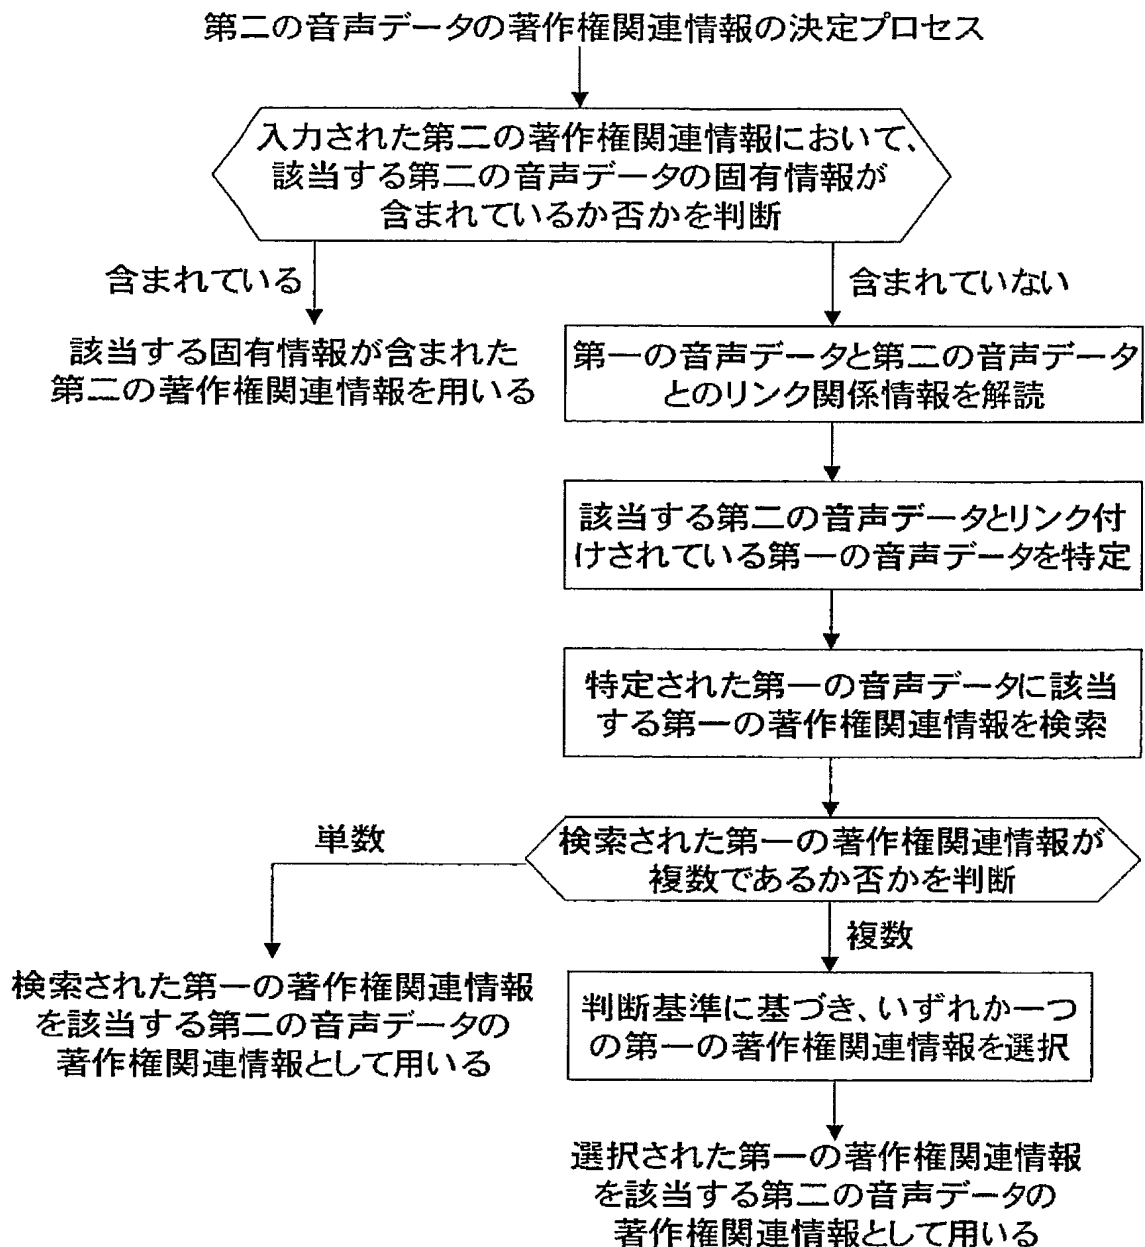 第二の音声データの著作権関連情報の決定プロセス
入力された第二の著作権関連情報において、
該当する第二の音声データの固有情報が
含まれているか否かを判断
含まれている
含まれていない
該当する固有情報が含まれた
第二の著作権関連情報を用いる
第一の音声データと第二の音声データ
とのリンク関係情報を解読
該当する第二の音声データとリンク付
けされている第一の音声データを特定
特定された第一の音声データに該当
する第一の著作権関連情報を検索
検索された第一の著作権関連情報が
複数であるか否かを判断
単数
複数
検索された第一の著作権関連情報
を該当する第二の音声データの
著作権関連情報として用いる
判断基準に基づき、いずれか一つ
の第一の著作権関連情報を選択
選択された第一の著作権関連情報
を該当する第二の音声データの
著作権関連情報として用いる